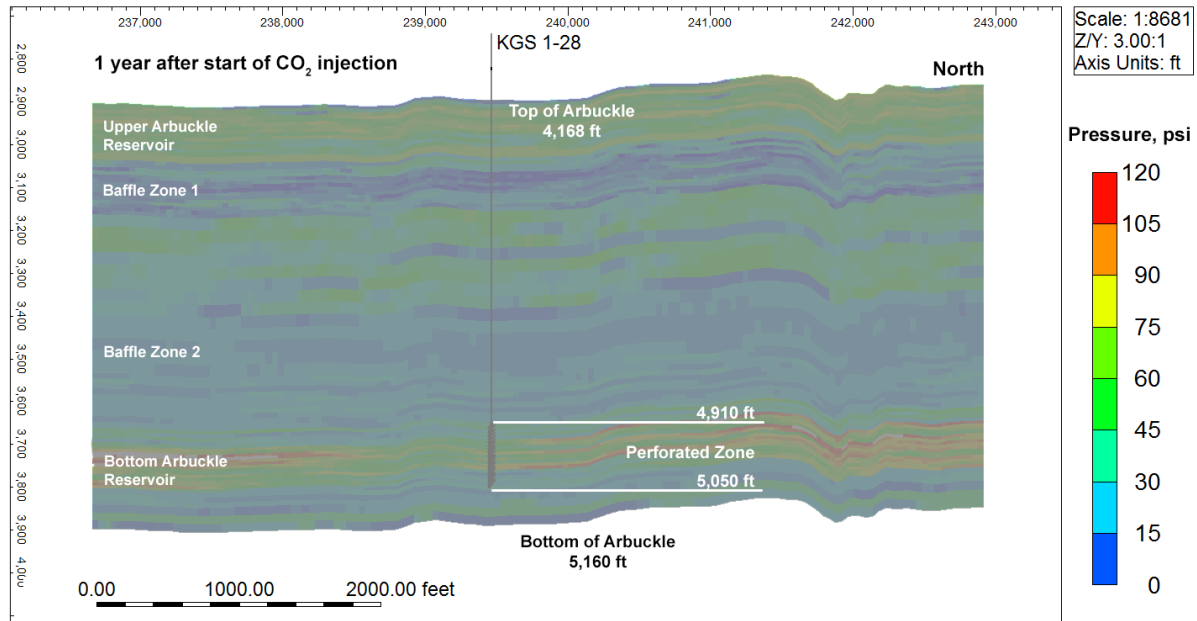 237,000 238,000 239,000 240,000 241,000 242,000 243,000
Scale: 1:8681
Z/Y: 3.00:1
Axis Units: ft
KGS 1-28
1 year after start of CO₂ injection
North
2,800
2,900
3,000
3,100
3,200
3,300
3,400
3,500
3,600
3,700
3,800
3,900
Top of Arbuckle
4,168 ft
Upper Arbuckle
Reservoir
Baffle Zone 1
Baffle Zone 2
4,910 ft
Perforated Zone
Bottom Arbuckle
Reservoir
5,050 ft
Bottom of Arbuckle
5,160 ft
0.00 1000.00 2000.00 feet
Pressure, psi
120
105
90
75
60
45
30
15
0